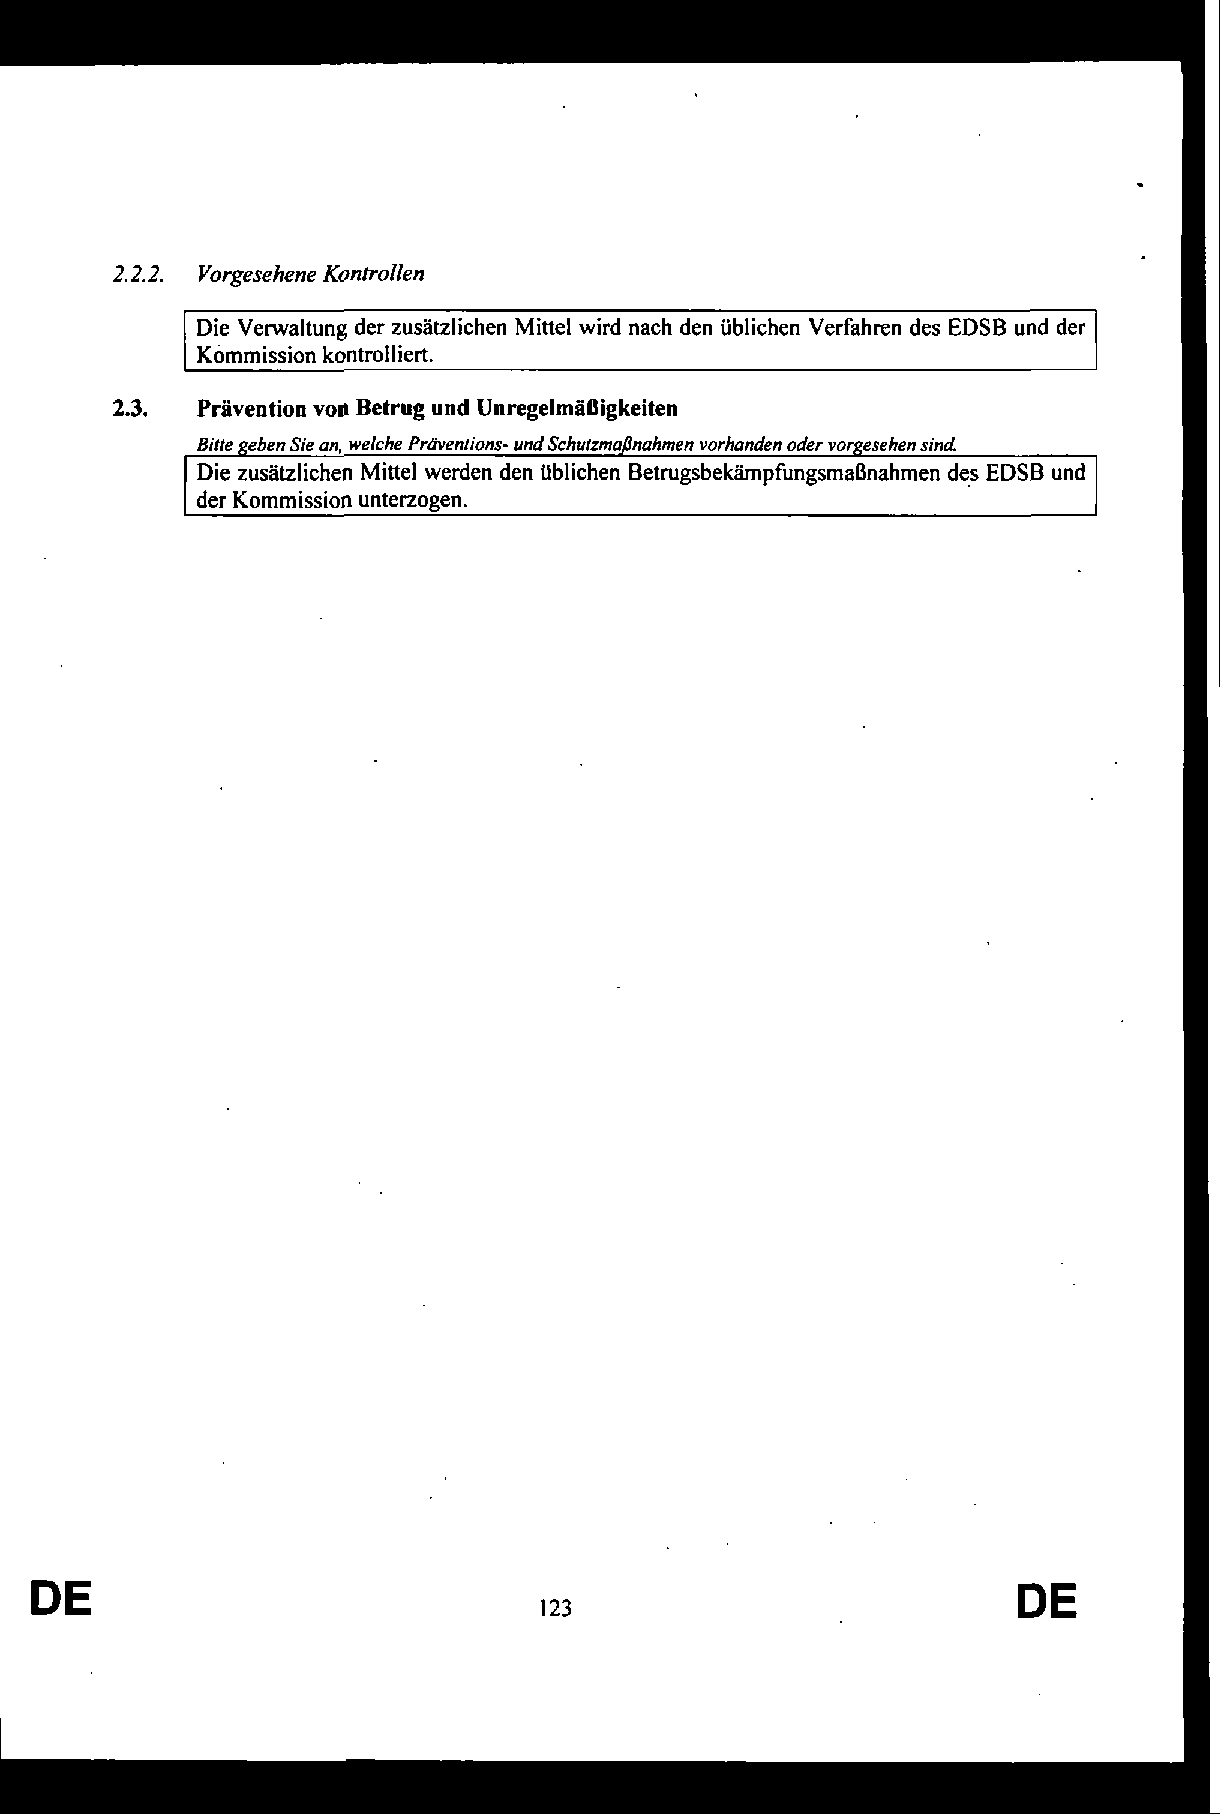 2.2.2. Vorgesehene Kontrollen
Die Verwaltung der zusätzlichen Mittel wird nach den üblichen Verfahren des EDSB und der
Kommission kontrolliert.
2.3. Prävention von Betrug und Unregelmäßigkeiten
Bitte geben Sie an, welche Präventions- und Schutzmaßnahmen vorhanden oder vorgesehen sind.
Die zusätzlichen Mittel werden den üblichen Betrugsbekämpfungsmaßnahmen des EDSB und
der Kommission unterzogen.
DE 123 DE